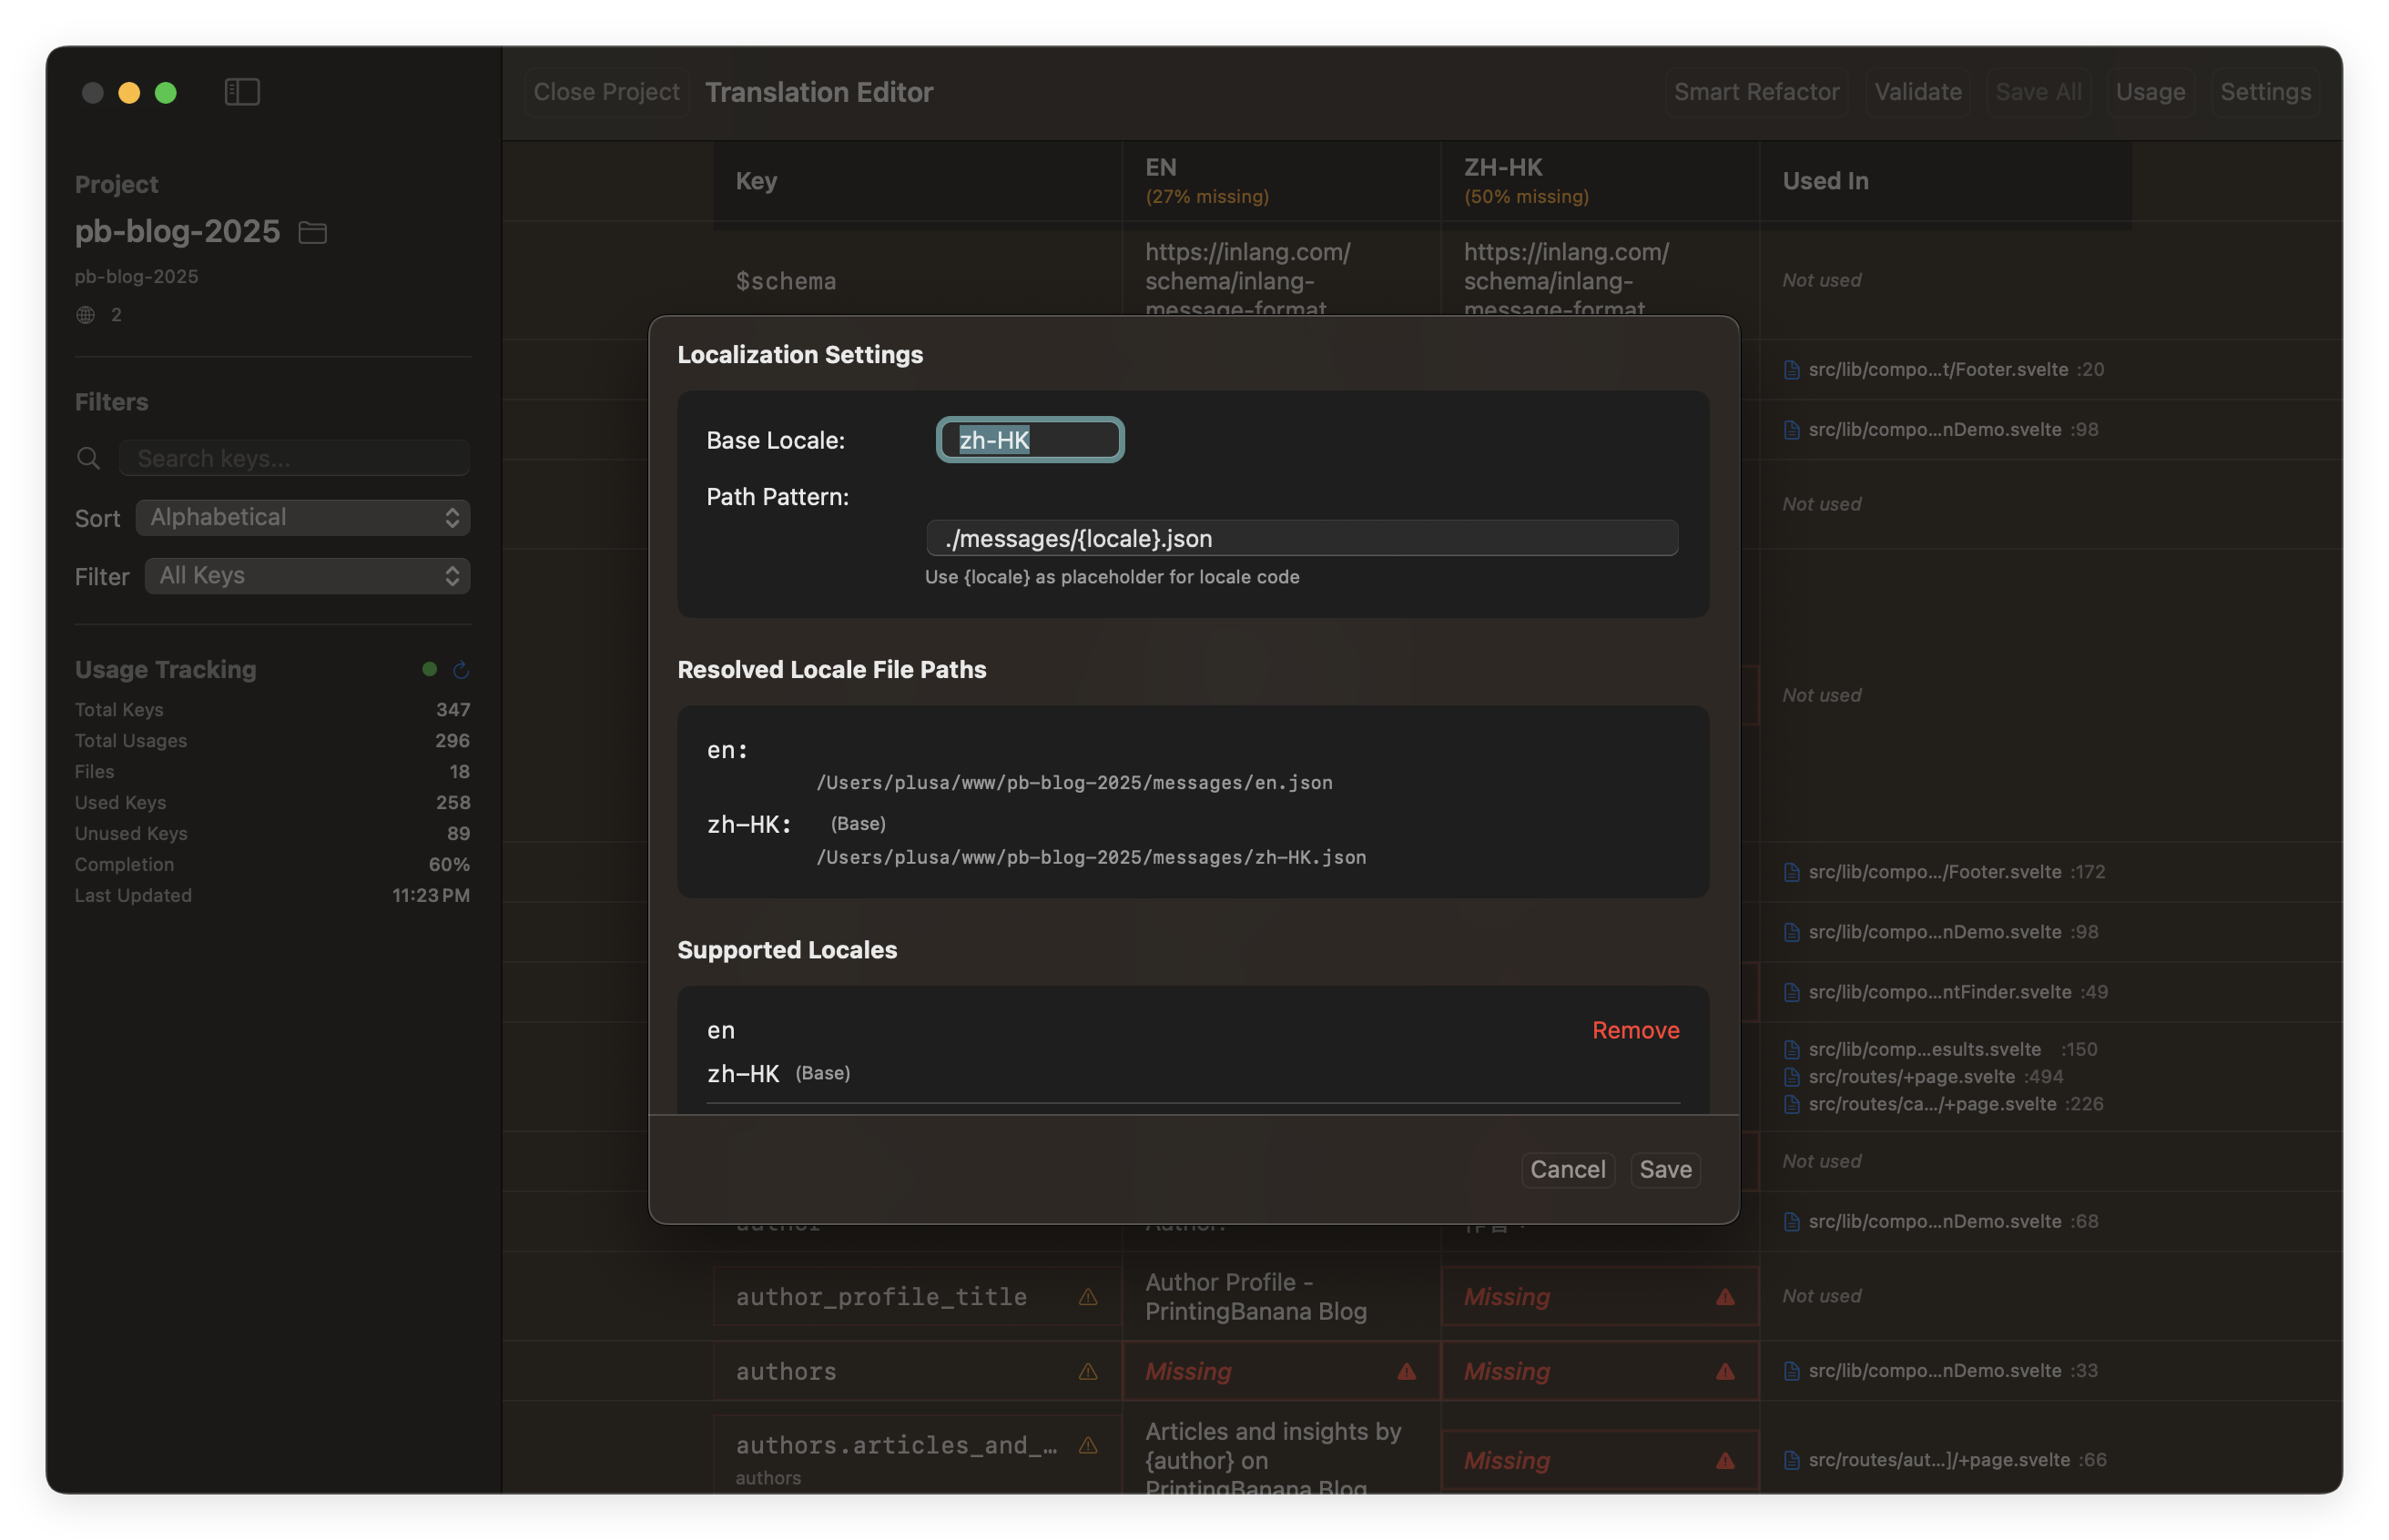 Close Project
Translation Editor
Smart Refactor
Validate
Save All
Usage
Settings
Project
pb-blog-2025
pb-blog-2025
2
Filters
Search keys...
Sort
Alphabetical
Filter
All Keys
Usage Tracking
Total Keys 347
Total Usages 296
Files 18
Used Keys 258
Unused Keys 89
Completion 60%
Last Updated 11:23 PM
Key
EN
(27% missing)
ZH-HK
(50% missing)
Used In
$schema
https://inlang.com/
schema/inlang-
message-format
https://inlang.com/
schema/inlang-
message-format
Not used
src/lib/compo...t/Footer.svelte :20
src/lib/compo...nDemo.svelte :98
Not used
Not used
src/lib/compo.../Footer.svelte :172
src/lib/compo...nDemo.svelte :98
src/lib/compo...ntFinder.svelte :49
src/lib/comp...esults.svelte :150
src/routes/+page.svelte :494
src/routes/ca.../+page.svelte :226
Not used
Localization Settings
Base Locale:
zh-HK
Path Pattern:
./messages/{locale}.json
Use {locale} as placeholder for locale code
Resolved Locale File Paths
en:
/Users/plusa/www/pb-blog-2025/messages/en.json
zh-HK: (Base)
/Users/plusa/www/pb-blog-2025/messages/zh-HK.json
Supported Locales
en
Remove
zh-HK (Base)
Cancel
Save
author
Author:
src/lib/compo...nDemo.svelte :68
author_profile_title
Author Profile -
PrintingBanana Blog
Missing
Not used
authors
Missing
Missing
src/lib/compo...nDemo.svelte :33
authors.articles_and_...
authors
Articles and insights by
{author} on
PrintingBanana Blog
Missing
src/routes/aut...]/+page.svelte :66